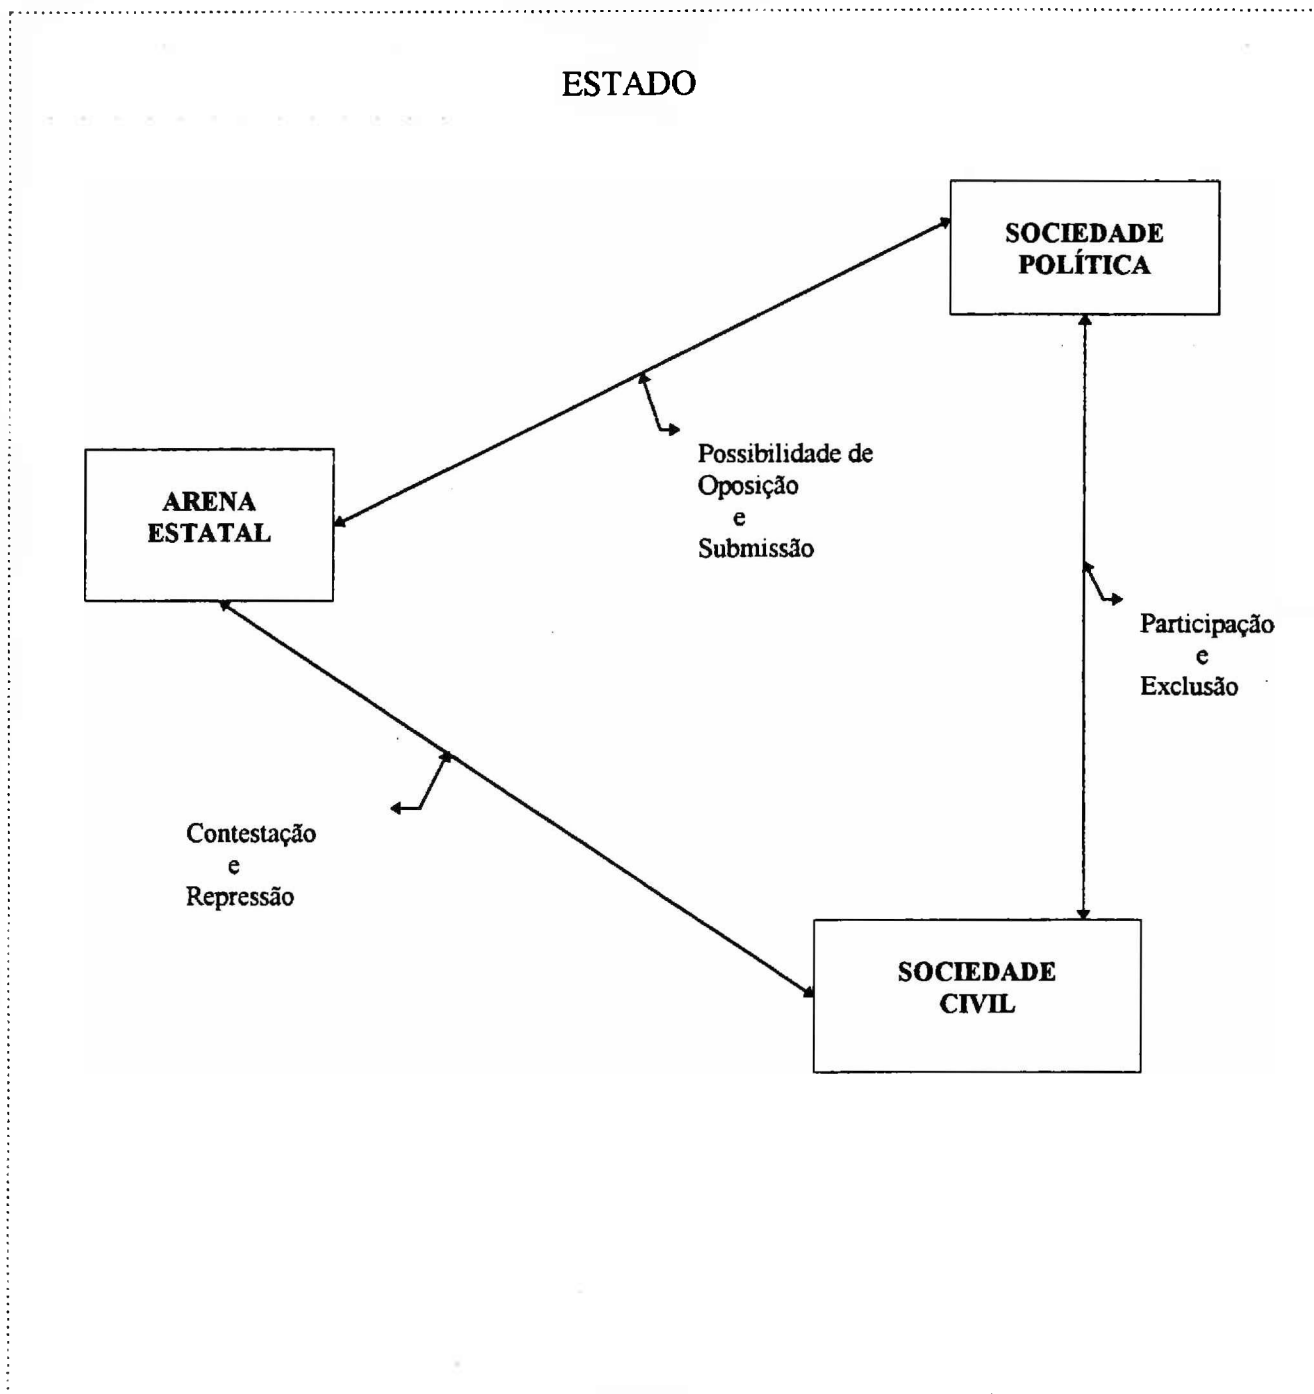 ESTADO
SOCIEDADE
POLÍTICA
Possibilidade de
Oposição
e
Submissão
ARENA
ESTATAL
Participação
e
Exclusão
Contestação
e
Repressão
SOCIEDADE
CIVIL